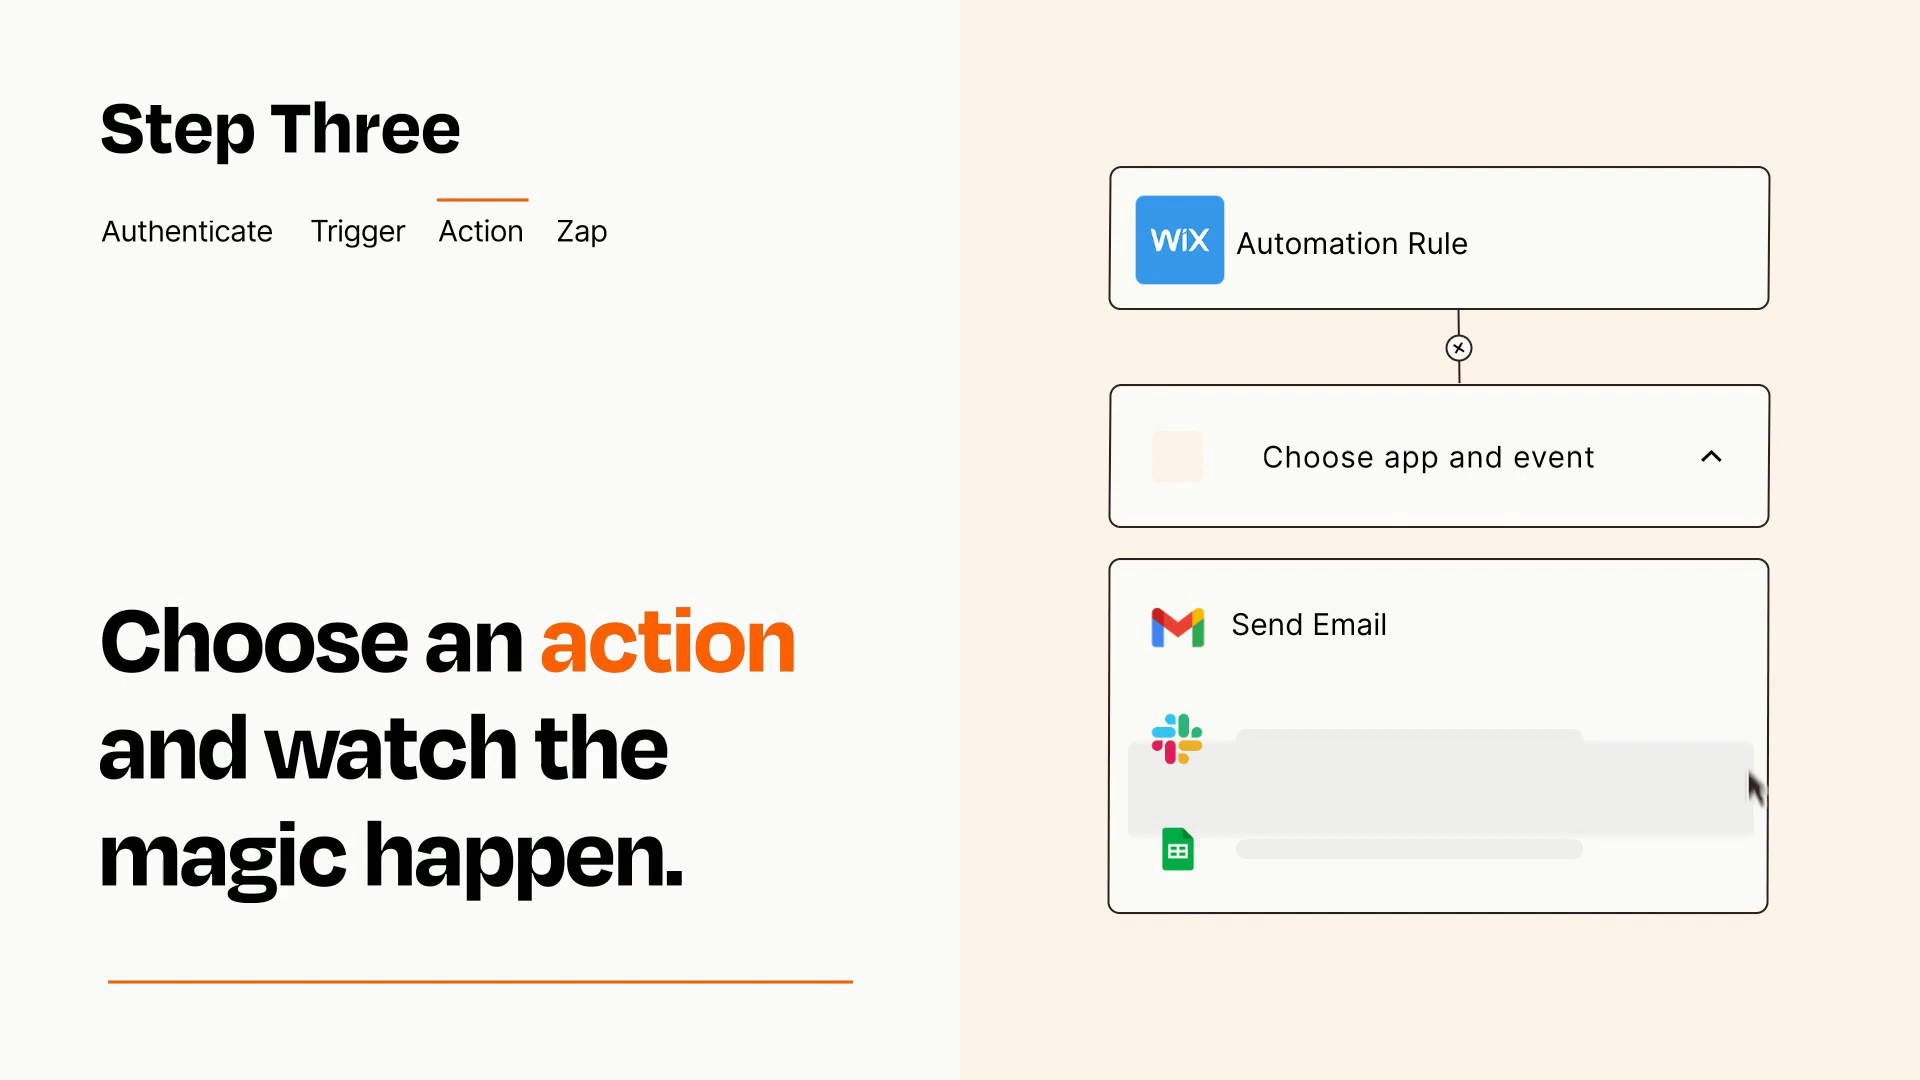 Step Three
Authenticate Trigger Action Zap
Choose an action
and watch the
magic happen.
WiX Automation Rule
Choose app and event
Send Email